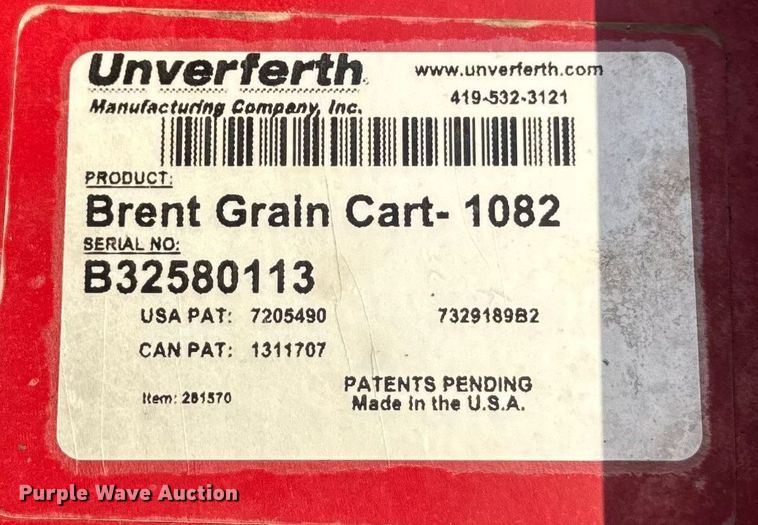 Unverferth
www.unverferth.com
Manufacturing Company, Inc.
419-532-3121
PRODUCT:
Brent Grain Cart- 1082
SERIAL NO:
B32580113
USA PAT: 7205490 7329189B2
CAN PAT: 1311707
Item: 281570
PATENTS PENDING
Made in the U.S.A.
Purple Wave Auction